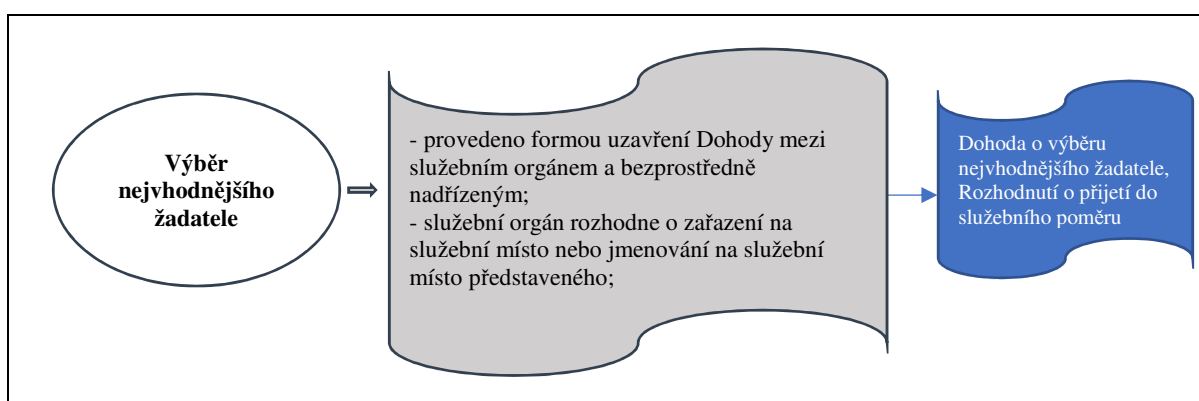 Výběr
nejvhodnějšího
žadatele
- provedeno formou uzavření Dohody mezi
služebním orgánem a bezprostředně
nadřízeným;
- služební orgán rozhodne o zařazení na
služební místo nebo jmenování na služební
místo představeného;
Dohoda o výběru
nejvhodnějšího žadatele,
Rozhodnutí o přijetí do
služebního poměru